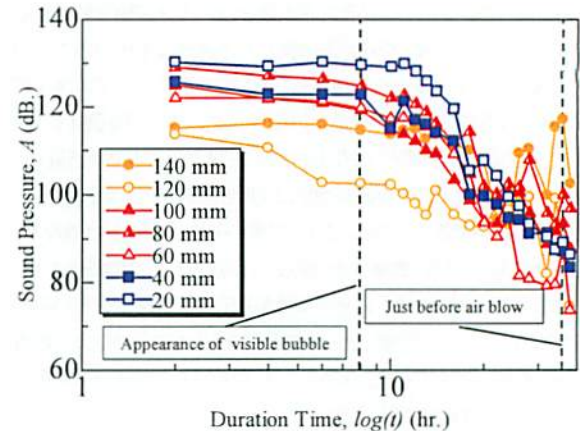 140
120
100
80
60
Sound Pressure, A (dB.)
140 mm
120 mm
100 mm
80 mm
60 mm
40 mm
20 mm
Appearance of visible bubble
Just before air blow
1
10
Duration Time, log(t) (hr.)